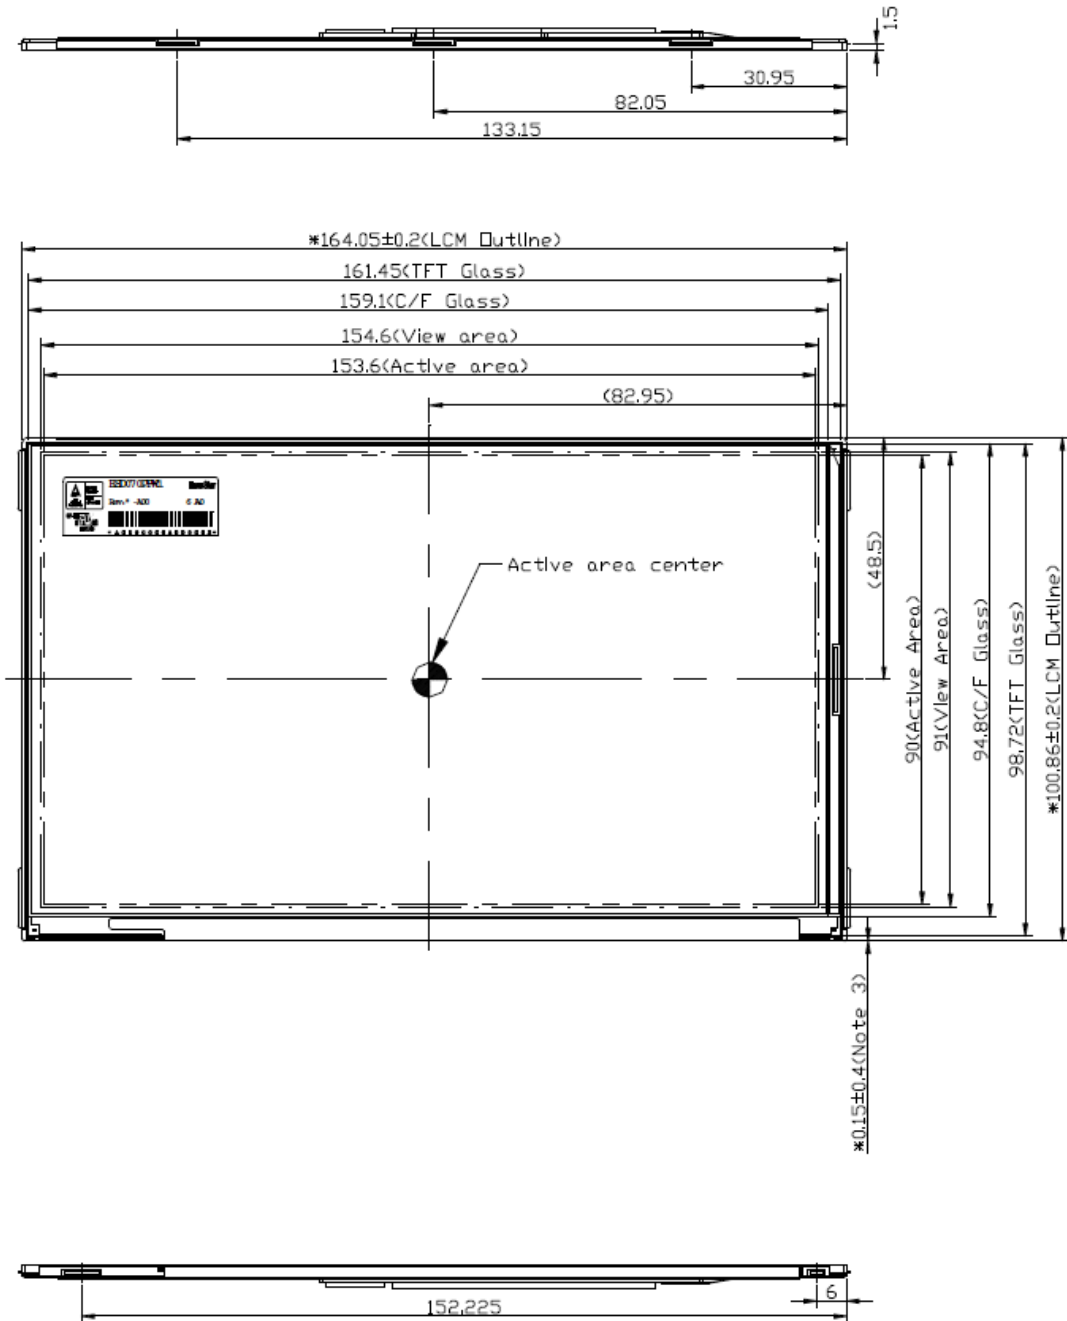 1.5
30.95
82.05
133.15
*164.05±0.2(LCM Outline)
161.45(TFT Glass)
159.1(C/F Glass)
154.6(View area)
153.6(Active area)
(82.95)
Active area center
(48.5)
90(Active Area)
91(View Area)
94.8(C/F Glass)
98.72(TFT Glass)
*100.86±0.2(LCM Outline)
*0.15±0.4(Note 3)
6
152.225